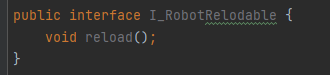 public interface I_RobotRelodable {
    void reload();
}